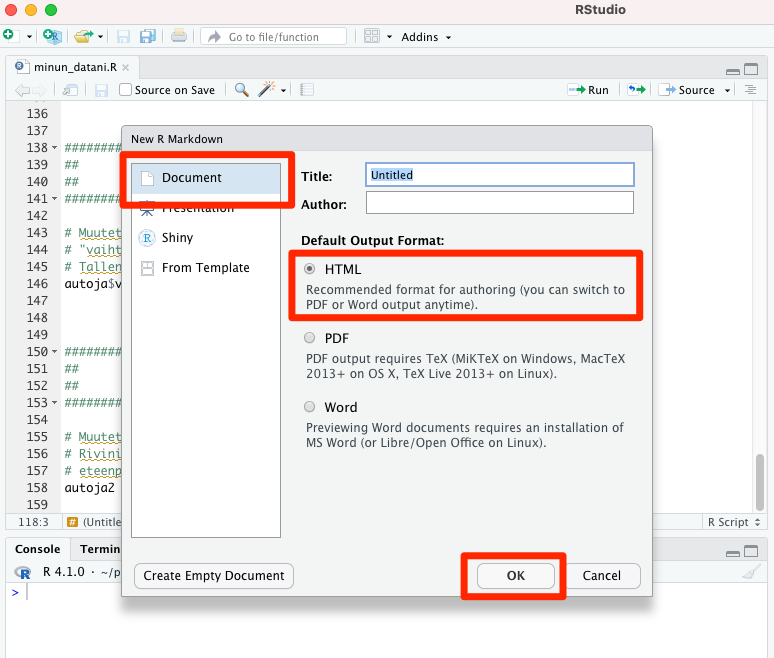 RStudio
Go to file/function
Addins
minun_datani.R
Source on Save
Run
Source
136
137
138 #########
139 ##
140 ##
141 #########
142
143 # Muutet
144 # "vaiht
145 # Tallen
146 autoja$v
147
148
149
150 #########
151 ##
152 ##
153 #########
154
155 # Muutet
156 # Rivini
157 # eteenp
158 autoja2
159
118:3
# (Untitle
R Script
Console
Termin
R 4.1.0 · ~/p
>
New R Markdown
Document
Presentation
Shiny
From Template
Title:
Untitled
Author:
Default Output Format:
HTML
Recommended format for authoring (you can switch to
PDF or Word output anytime).
PDF
PDF output requires TeX (MiKTeX on Windows, MacTeX
2013+ on OS X, TeX Live 2013+ on Linux).
Word
Previewing Word documents requires an installation of
MS Word (or Libre/Open Office on Linux).
Create Empty Document
OK
Cancel